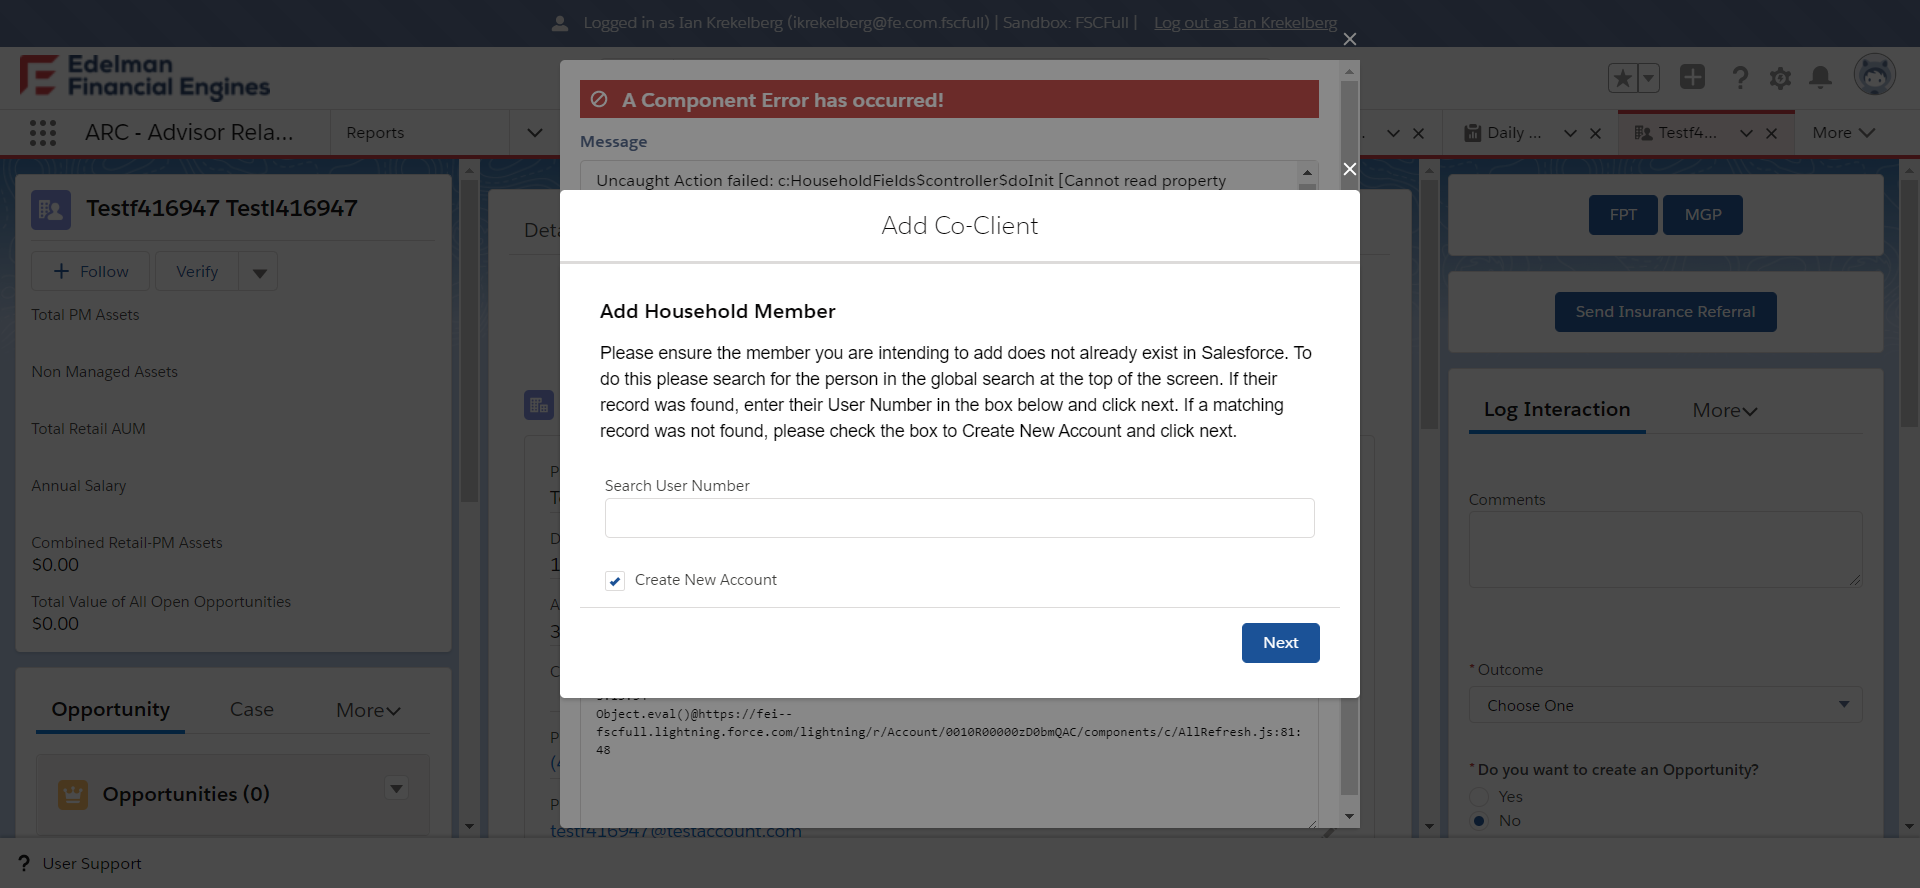 Logged in as Ian Krekelberg (ikrekelberg@fe.com.fscfull) | Sandbox: FSCFull | Log out as Ian Krekelberg
Edelman
Financial Engines
ARC - Advisor Rela...
Reports
Daily ...
Testf4...
More
Testf416947 Testl416947
Follow
Verify
Total PM Assets
Non Managed Assets
Total Retail AUM
Annual Salary
Combined Retail-PM Assets
$0.00
Total Value of All Open Opportunities
$0.00
Opportunity
Case
More
Opportunities (0)
A Component Error has occurred!
Message
Uncaught Action failed: c:HouseholdFields$controller$doInit [Cannot read property
Add Co-Client
Add Household Member
Please ensure the member you are intending to add does not already exist in Salesforce. To
do this please search for the person in the global search at the top of the screen. If their
record was found, enter their User Number in the box below and click next. If a matching
record was not found, please check the box to Create New Account and click next.
Search User Number
Create New Account
Next
Object.eval()@https://fei--
fscfull.lightning.force.com/lightning/r/Account/0010R00000zD0bmQAC/components/c/AllRefresh.js:81:
48
testf416947@testaccount.com
FPT
MGP
Send Insurance Referral
Log Interaction
More
Comments
*Outcome
Choose One
*Do you want to create an Opportunity?
Yes
No
? User Support